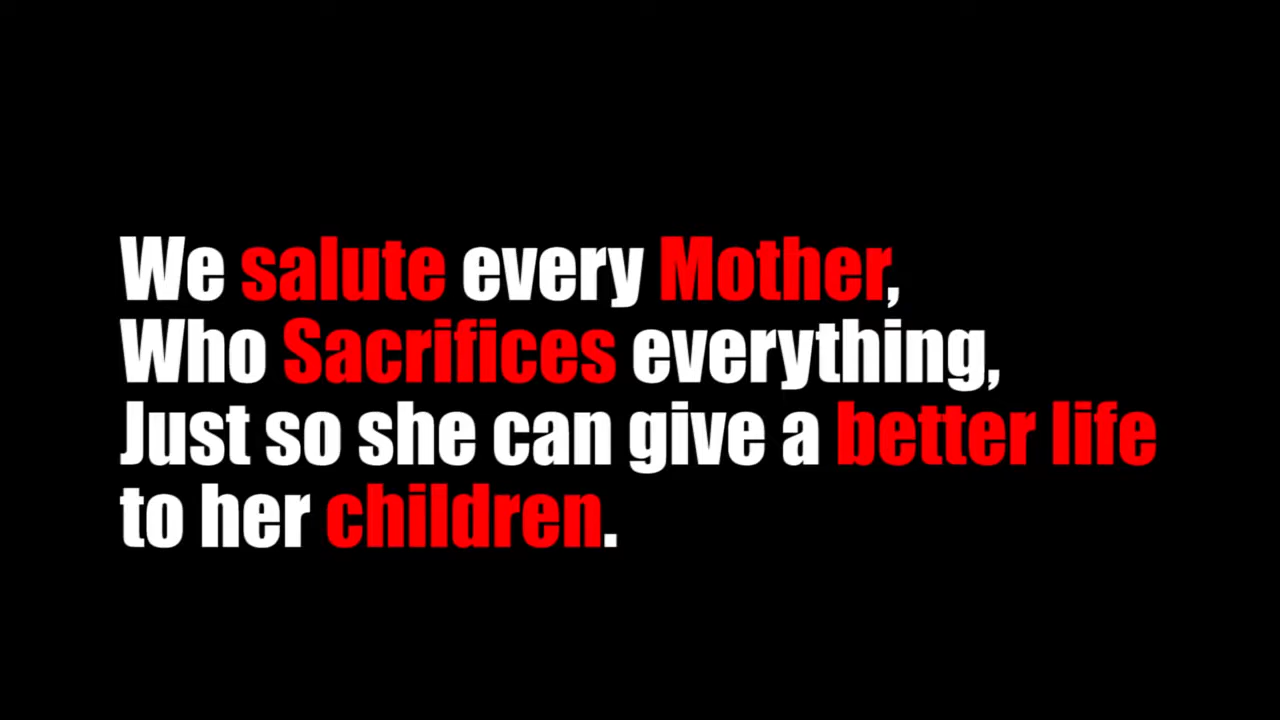 We salute every Mother,
Who Sacrifices everything,
Just so she can give a better life
to her children.